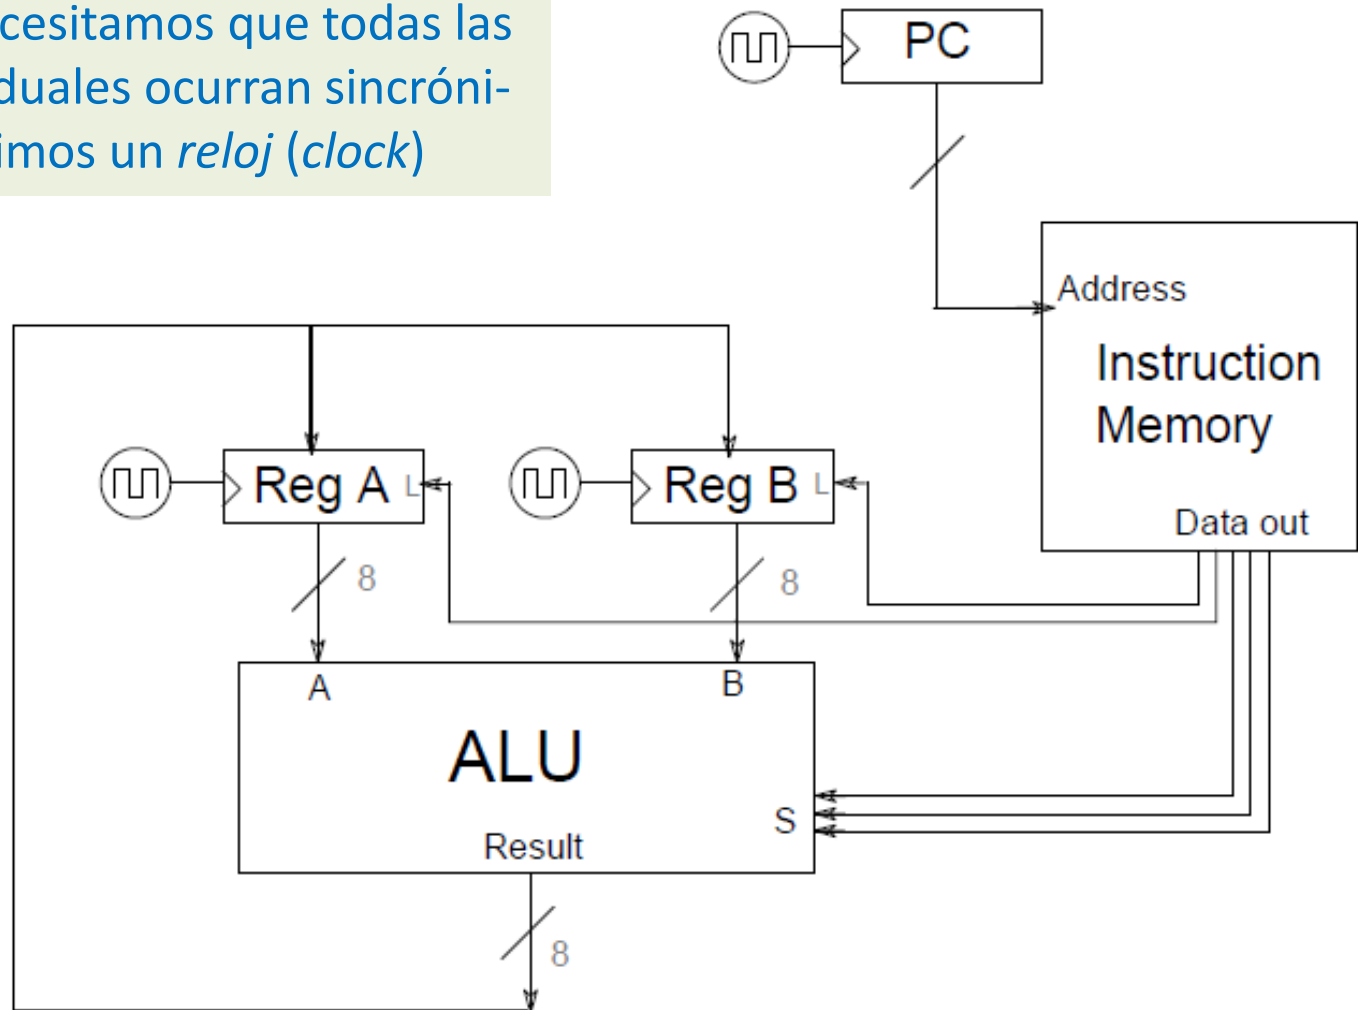 cesitamos que todas las
duales ocurran sincróni-
imos un reloj (clock)
PC
Address
Instruction
Memory
Data out
Reg A L
Reg B L
8
8
A
B
ALU
S
Result
8